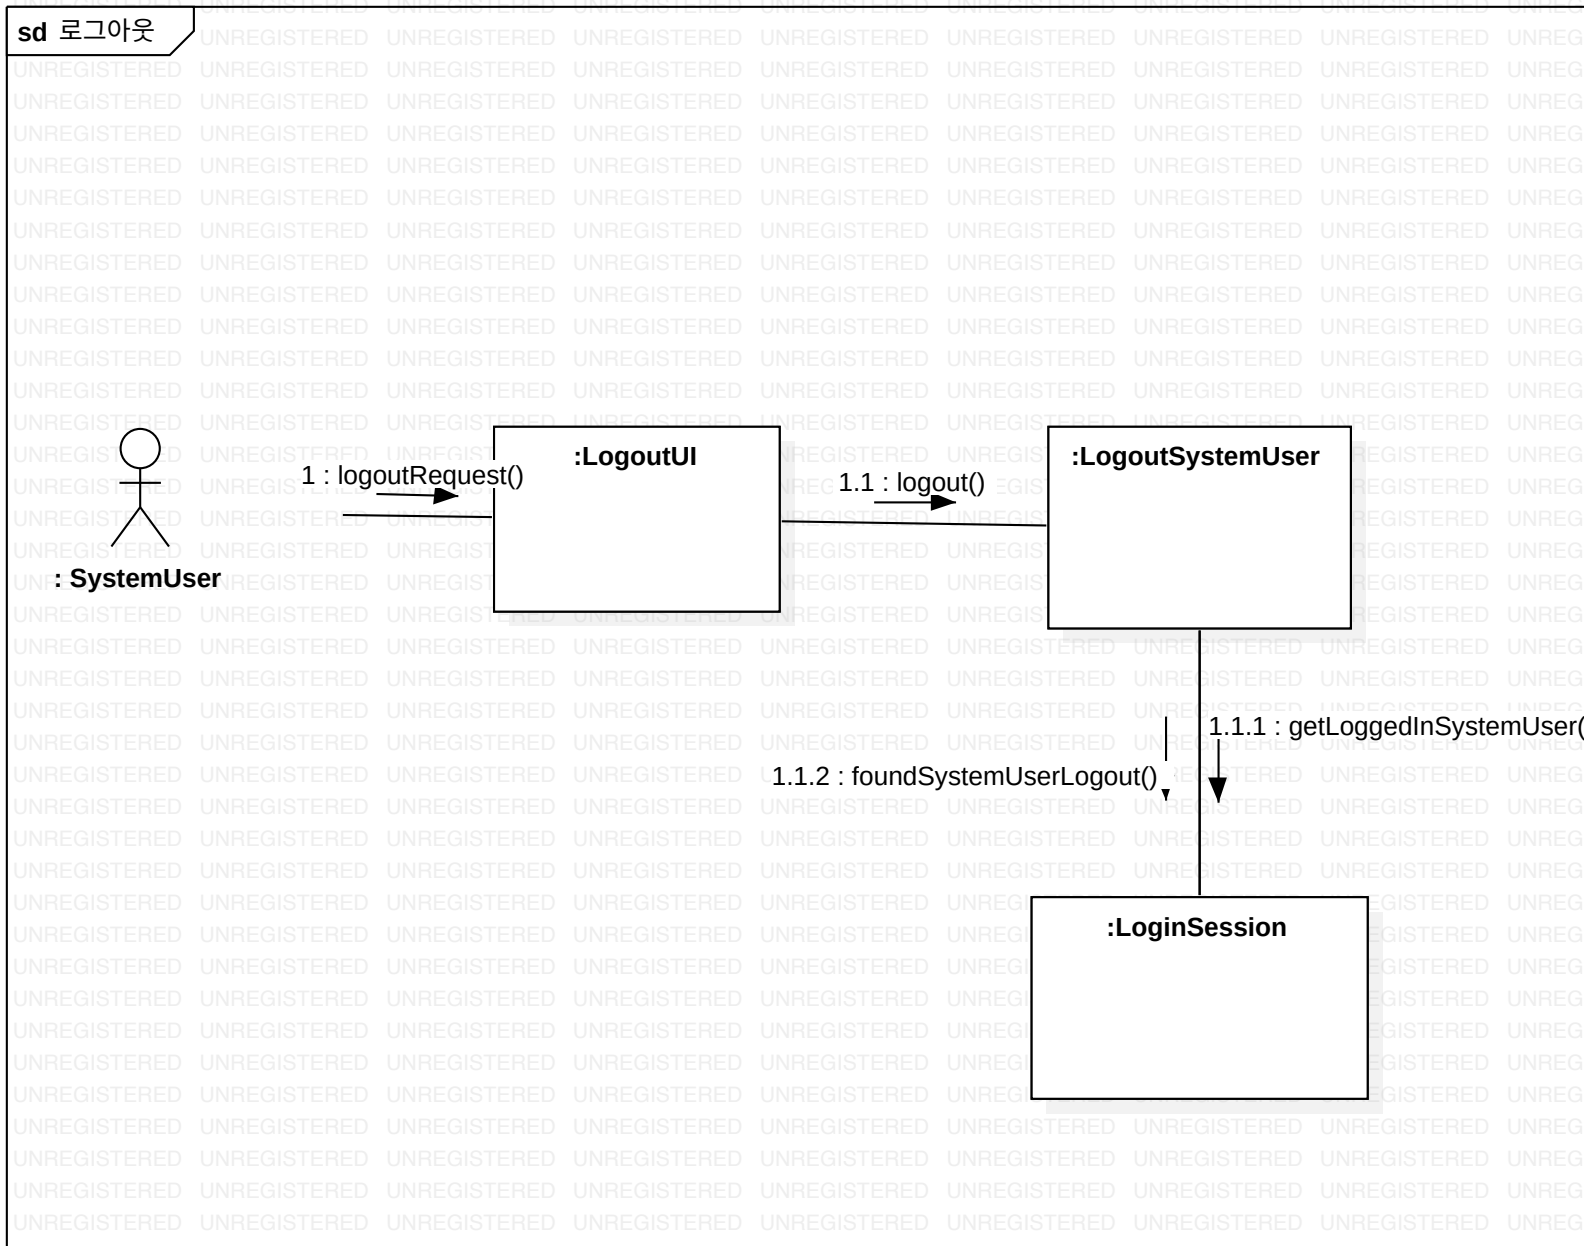 sd 로그아웃
:LogoutUI
:LogoutSystemUser
1 : logoutRequest()
1.1 : logout()
: SystemUser
1.1.1 : getLoggedInSystemUser(
1.1.2 : foundSystemUserLogout()
:LoginSession
UNREGISTERED